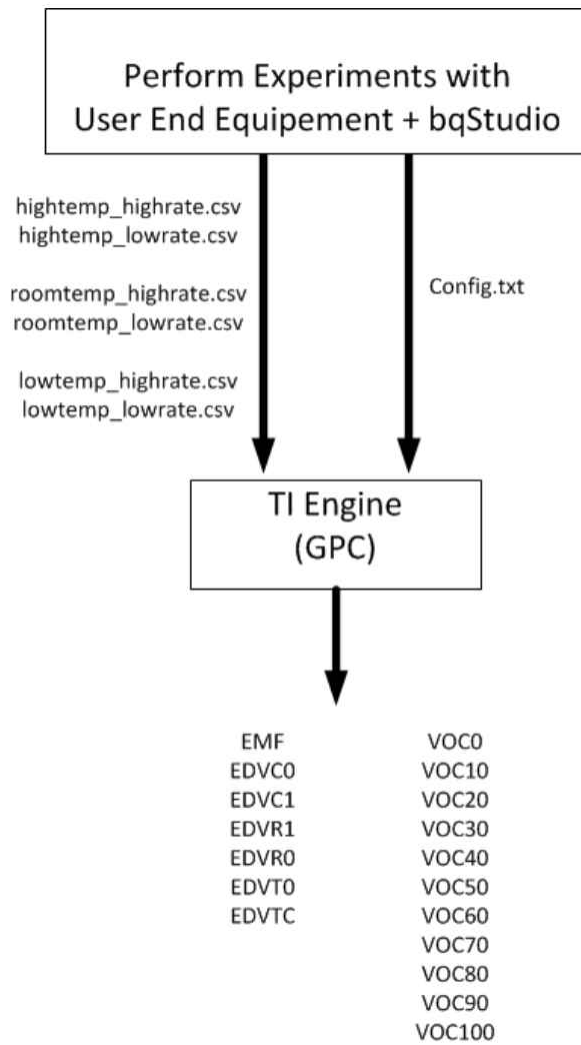 Perform Experiments with
User End Equipement + bqStudio
hightemp_highrate.csv
hightemp_lowrate.csv
roomtemp_highrate.csv
roomtemp_lowrate.csv
lowtemp_highrate.csv
lowtemp_lowrate.csv
Config.txt
TI Engine
(GPC)
EMF
EDVC0
EDVC1
EDVR1
EDVR0
EDVT0
EDVTC
VOC0
VOC10
VOC20
VOC30
VOC40
VOC50
VOC60
VOC70
VOC80
VOC90
VOC100